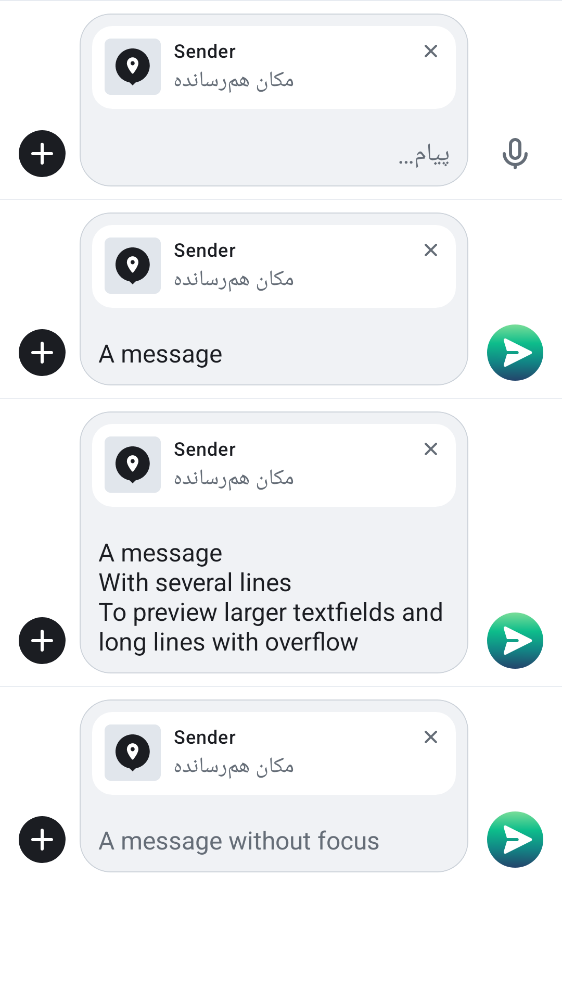 Sender
مکان هم‌رسانده
پیام…
Sender
مکان هم‌رسانده
A message
Sender
مکان هم‌رسانده
A message
With several lines
To preview larger textfields and
long lines with overflow
Sender
مکان هم‌رسانده
A message without focus